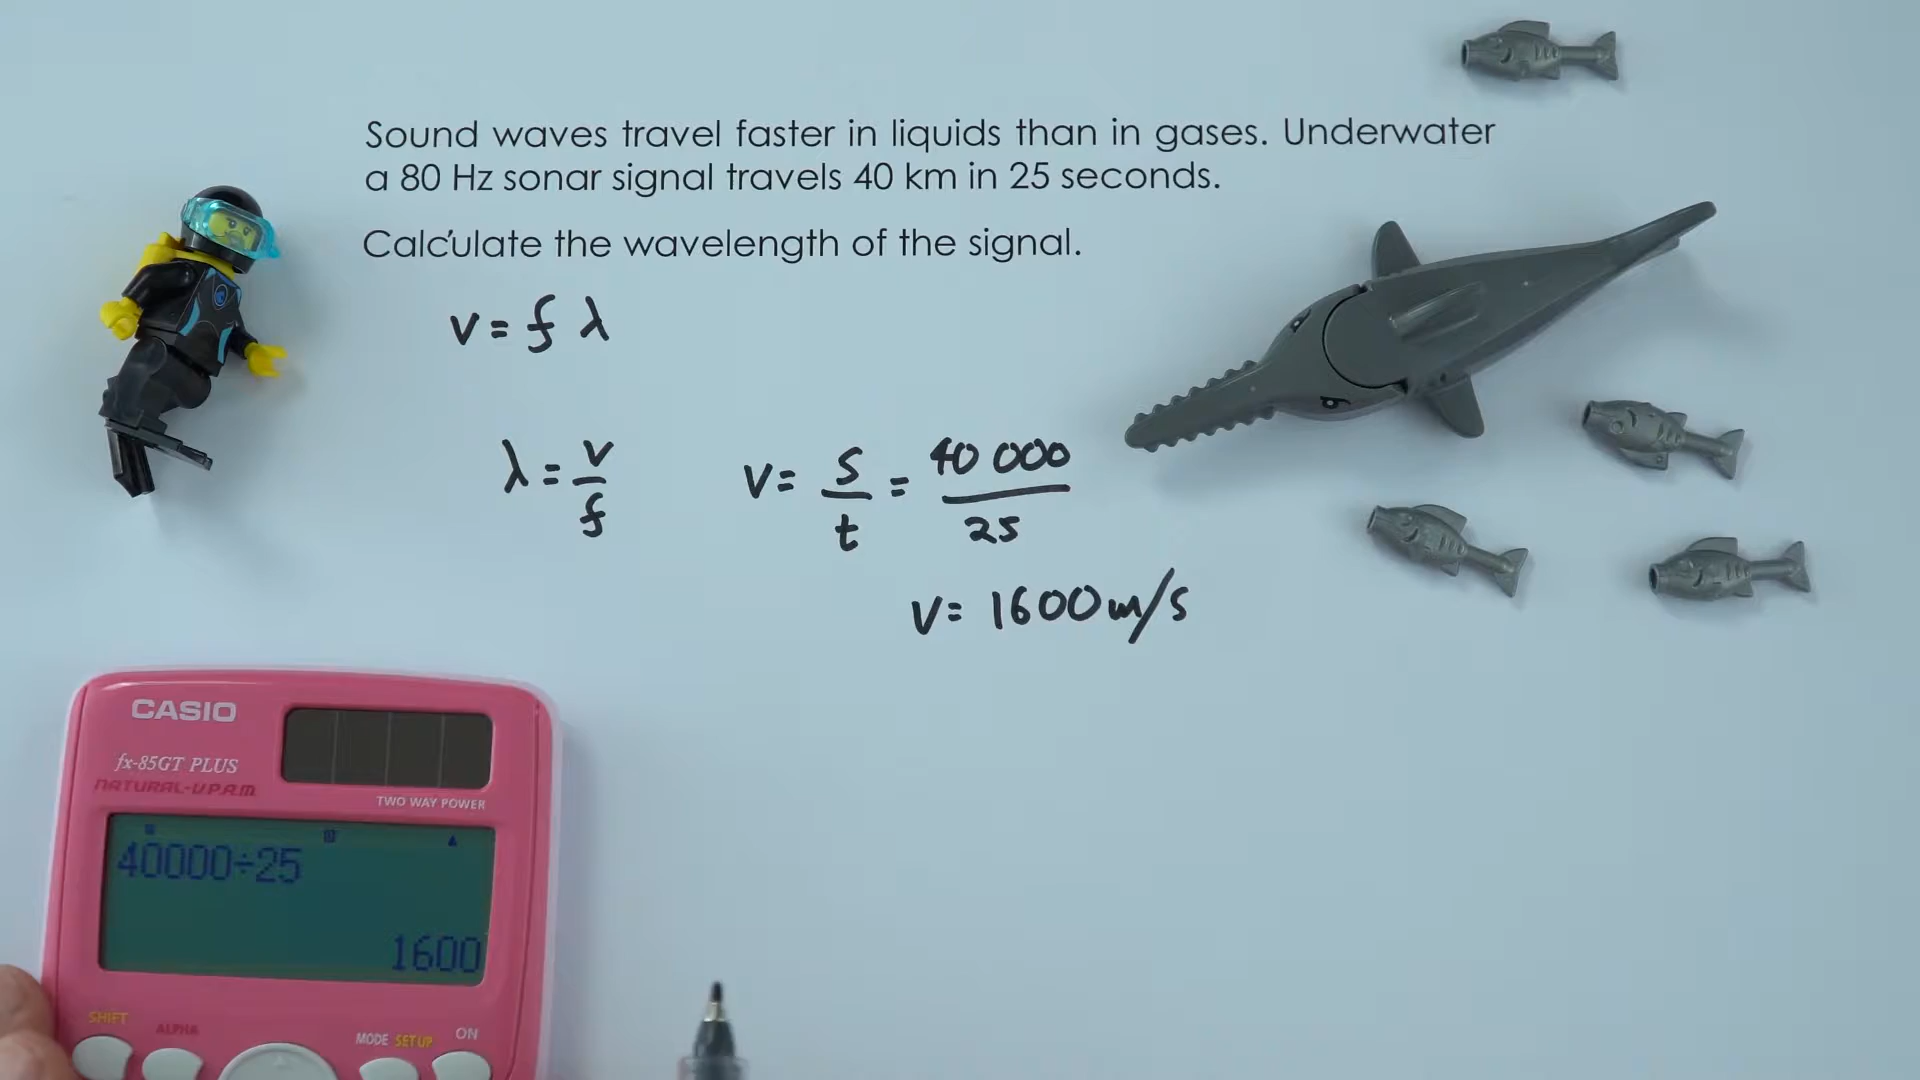 Sound waves travel faster in liquids than in gases. Underwater
a 80 Hz sonar signal travels 40 km in 25 seconds.
Calculate the wavelength of the signal.
v = f λ
λ = v/f
v = s/t = 40 000/25
v = 1600 m/s
CASIO
fx-85GT PLUS
NATURAL-V.P.A.M.
TWO WAY POWER
40000÷25
1600
SHIFT
ALPHA
MODE SETUP
ON